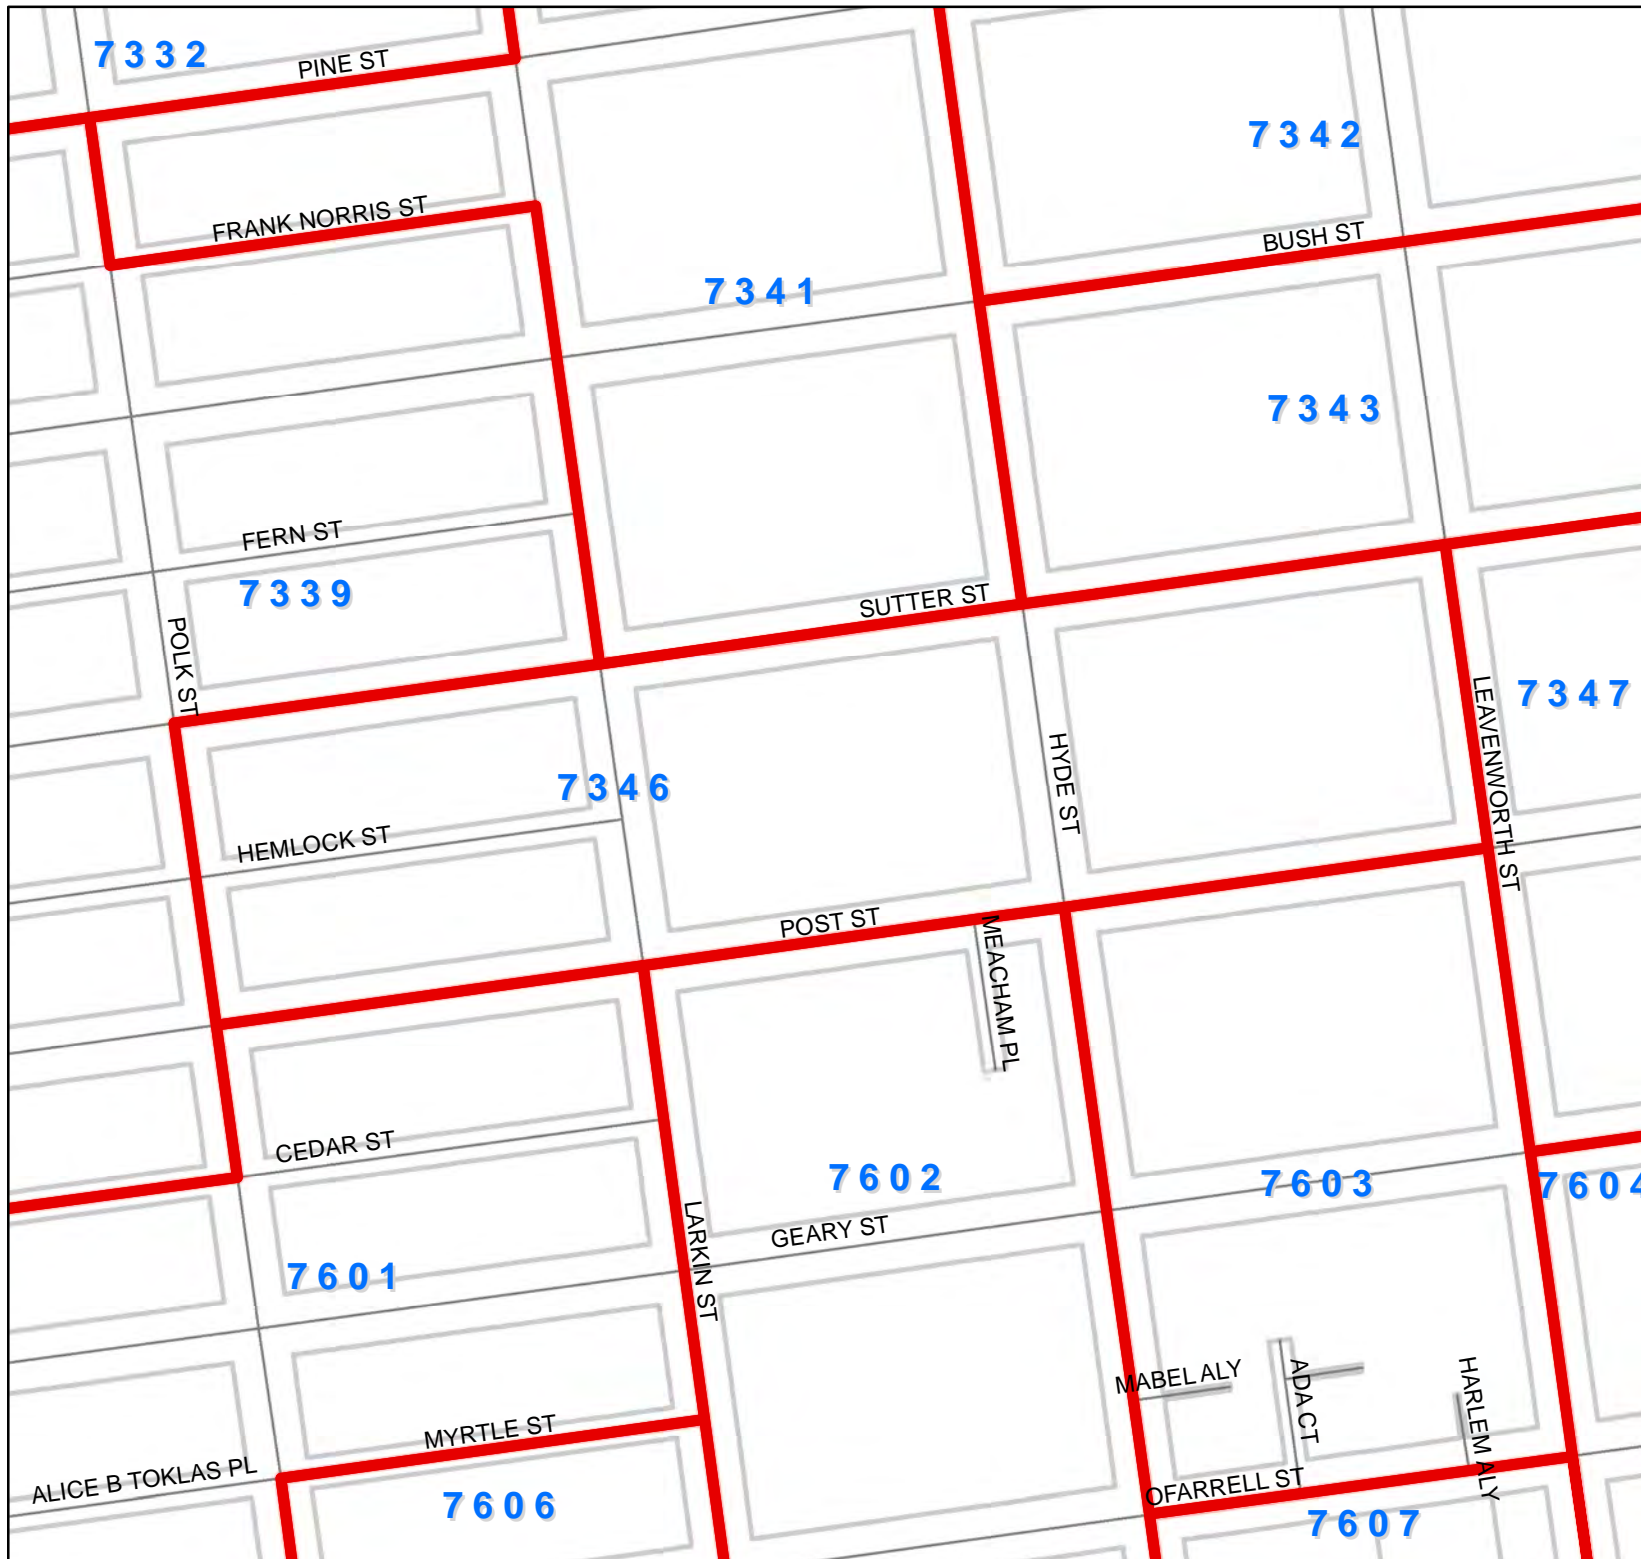 7332
PINE ST
7342
FRANK NORRIS ST
BUSH ST
7341
7343
FERN ST
7339
SUTTER ST
POLK ST
7347
LEAVENWORTH ST
7346
HYDE ST
HEMLOCK ST
POST ST
MEACHAM PL
CEDAR ST
7602
7603
7604
LARKIN ST
GEARY ST
7601
MABEL ALY
ADA CT
HARLEM ALY
MYRTLE ST
ALICE B TOKLAS PL
OFARRELL ST
7606
7607